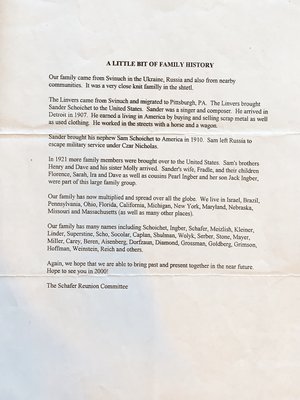 A LITTLE BIT OF FAMILY HISTORY
Our family came from Svinuch in the Ukraine, Russia and also from nearby
communities. It was a very close knit familly in the shtetl.
The Linvers came from Svinuch and migrated to Pittsburgh, PA. The Linvers brought
Sander Schoichet to the United States. Sander was a singer and composer. He arrived in
Detroit in 1907. He earned a living in America by buying and selling scrap metal as well
as used clothing. He worked in the streets with a horse and a wagon.
Sander brought his nephew Sam Schoichet to America in 1910. Sam left Russia to
escape military service under Czar Nicholas.
In 1921 more family members were brought over to the United States. Sam's brothers
Henry and Dave and his sister Molly arrived. Sander's wife, Fradle, and their children
Florence, Sarah, Ira and Dave as well as cousins Pearl Ingber and her son Jack Ingber,
were part of this large family group.
Our family has now multiplied and spread over all the globe. We live in Israel, Brazil,
Pennsylvania, Ohio, Florida, California, Michigan, New York, Maryland, Nebraska,
Missouri and Massachusetts (as well as many other places).
Our family has many names including Schoichet, Ingber, Schafer, Meizlish, Kleiner,
Linder, Superstine, Scho, Socolar, Caplan, Shulman, Wolyk, Serber, Stone, Mayer,
Miller, Carey, Beren, Aisenberg, Dorfzaun, Diamond, Grossman, Goldberg, Grimson,
Hoffman, Weinstein, Reich and others.
Again, we hope that we are able to bring past and present together in the near future.
Hope to see you in 2000!
The Schafer Reunion Committee